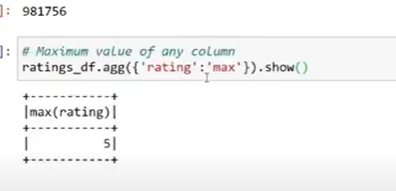 ]: 981756
]: # Maximum value of any column
ratings_df.agg({'rating':'max'}).show()
+-----------+
|max(rating)|
+-----------+
|          5|
+-----------+